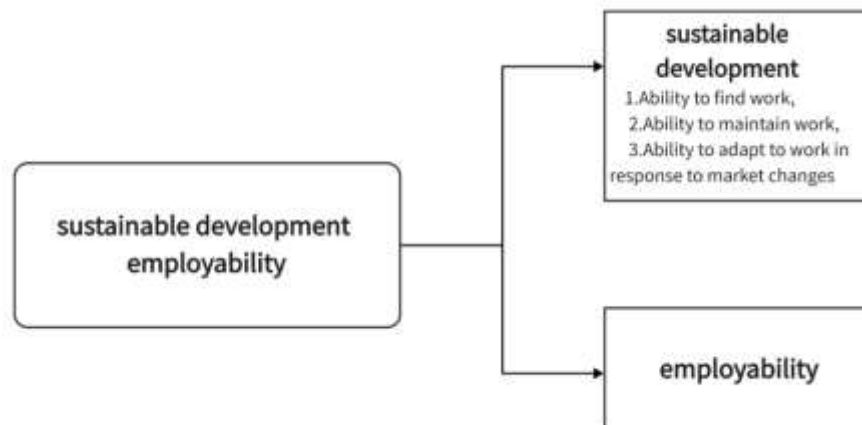 sustainable
development
1.Ability to find work,
2.Ability to maintain work,
3.Ability to adapt to work in
response to market changes
sustainable development
employability
employability